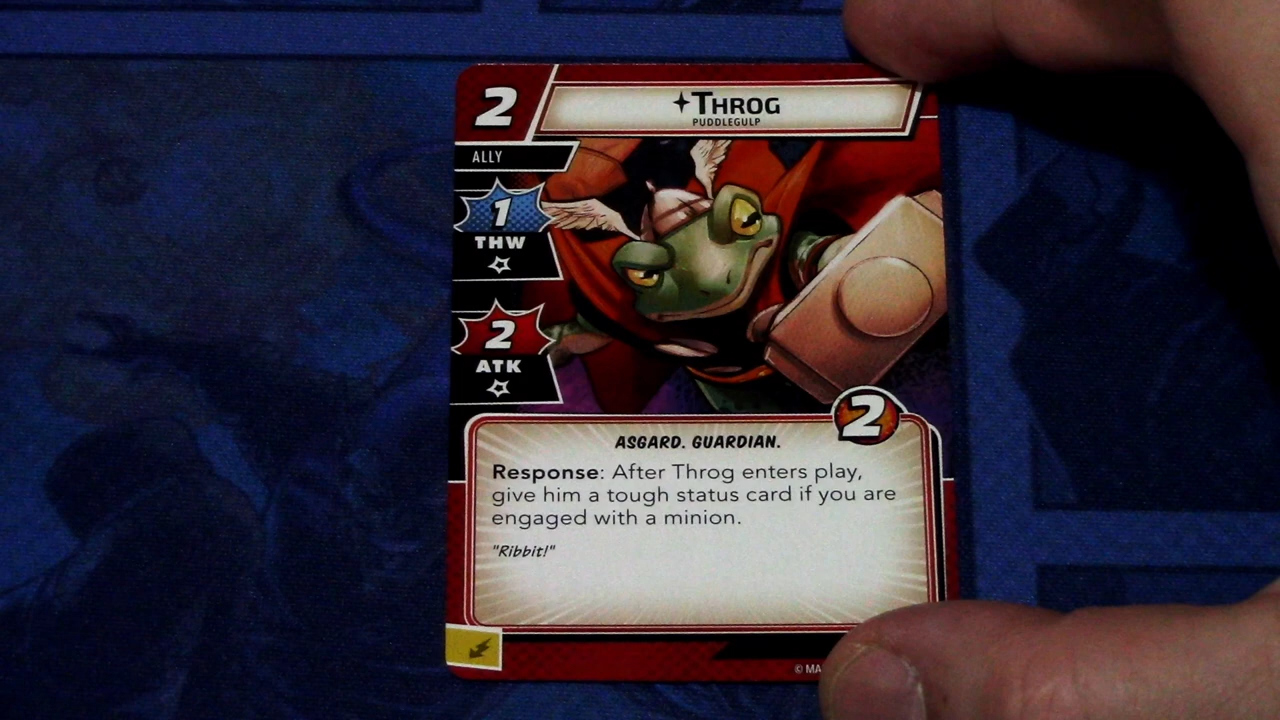 2
THROG
PUDDLEGULP
ALLY
1
THW
2
ATK
2
ASGARD. GUARDIAN.
Response: After Throg enters play,
give him a tough status card if you are
engaged with a minion.
"Ribbit!"
© MA